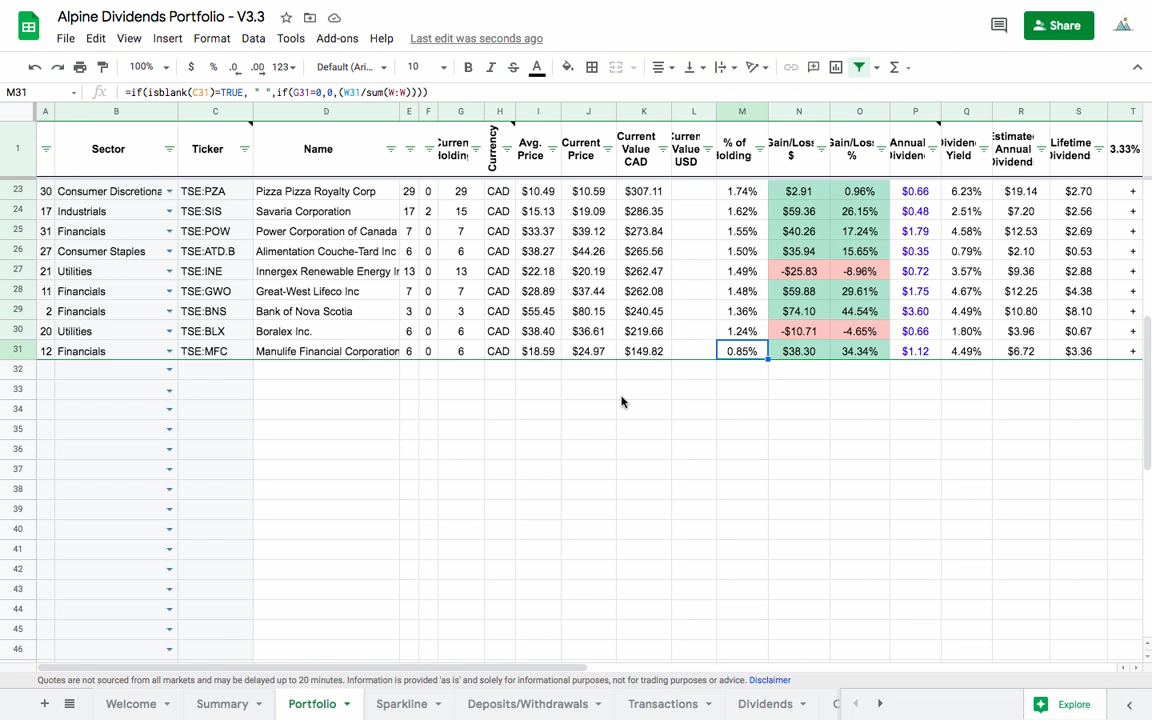 Alpine Dividends Portfolio - V3.3
File Edit View Insert Format Data Tools Add-ons Help Last edit was seconds ago
Share
100% $ % .0 .00 123 Default (Ari... 10 B I S A
M31 fx =if(isblank(C31)=TRUE, " ",if(G31=0,0,(W31/sum(W:W))))
A B C D E F G H I J K L M N O P Q R S T
1 Sector Ticker Name Currency Avg. Price Current Price Current Value CAD Value USD % of Holding Gain/Los: $ Gain/Los: % Annual Yield Estimate Annual Lifetime 3.33%
23 30 Consumer Discretiona TSE:PZA Pizza Pizza Royalty Corp 29 0 29 CAD $10.49 $10.59 $307.11 1.74% $2.91 0.96% $0.66 6.23% $19.14 $2.70 +
24 17 Industrials TSE:SIS Savaria Corporation 17 2 15 CAD $15.13 $19.09 $286.35 1.62% $59.36 26.15% $0.48 2.51% $7.20 $2.56 +
25 31 Financials TSE:POW Power Corporation of Canada 7 0 7 CAD $33.37 $39.12 $273.84 1.55% $40.26 17.24% $1.79 4.58% $12.53 $2.69 +
26 27 Consumer Staples TSE:ATD.B Alimentation Couche-Tard Inc 6 0 6 CAD $38.27 $44.26 $265.56 1.50% $35.94 15.65% $0.35 0.79% $2.10 $0.53 +
27 21 Utilities TSE:INE Innergex Renewable Energy Ir 13 0 13 CAD $22.18 $20.19 $262.47 1.49% -$25.83 -8.96% $0.72 3.57% $9.36 $2.88 +
28 11 Financials TSE:GWO Great-West Lifeco Inc 7 0 7 CAD $28.89 $37.44 $262.08 1.48% $59.88 29.61% $1.75 4.67% $12.25 $4.38 +
29 2 Financials TSE:BNS Bank of Nova Scotia 3 0 3 CAD $55.45 $80.15 $240.45 1.36% $74.10 44.54% $3.60 4.49% $10.80 $8.10 +
30 20 Utilities TSE:BLX Boralex Inc. 6 0 6 CAD $38.40 $36.61 $219.66 1.24% -$10.71 -4.65% $0.66 1.80% $3.96 $0.67 +
31 12 Financials TSE:MFC Manulife Financial Corporation 6 0 6 CAD $18.59 $24.97 $149.82 0.85% $38.30 34.34% $1.12 4.49% $6.72 $3.36 +
32
33
34
35
36
37
38
39
40
41
42
43
44
45
46
Quotes are not sourced from all markets and may be delayed up to 20 minutes. Information is provided 'as is' and solely for informational purposes, not for trading purposes or advice. Disclaimer
Welcome Summary Portfolio Sparkline Deposits/Withdrawals Transactions Dividends Explore